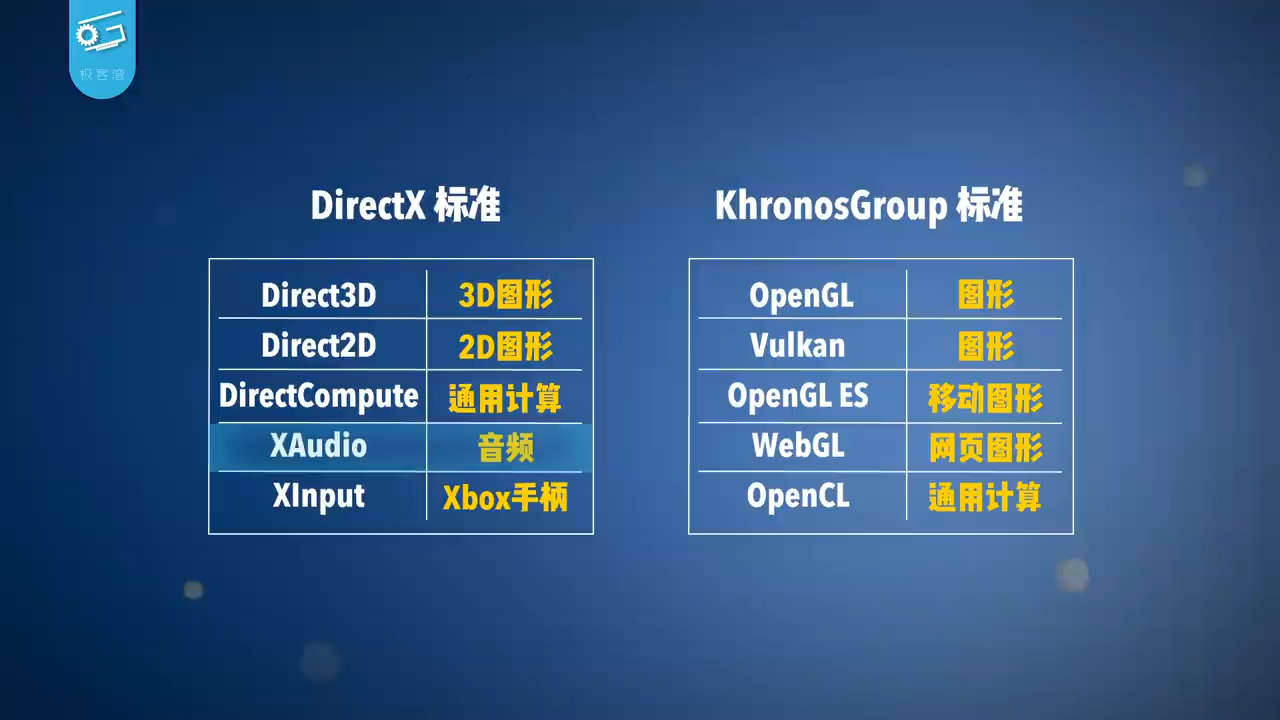 极客湾
DirectX 标准
Direct3D 3D图形
Direct2D 2D图形
DirectCompute 通用计算
XAudio 音频
XInput Xbox手柄
KhronosGroup 标准
OpenGL 图形
Vulkan 图形
OpenGL ES 移动图形
WebGL 网页图形
OpenCL 通用计算